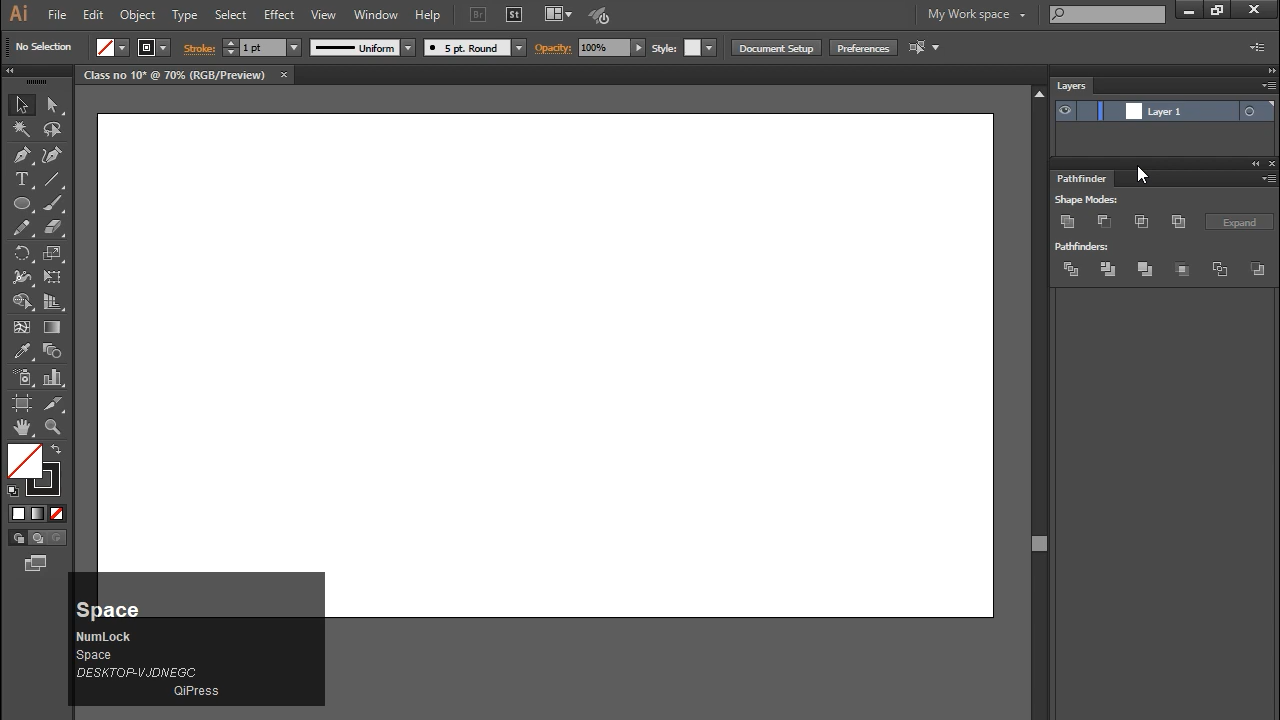 Ai File Edit Object Type Select Effect View Window Help Br St My Work space
No Selection Stroke: 1 pt Uniform 5 pt. Round Opacity: 100% Style: Document Setup Preferences
Class no 10* @ 70% (RGB/Preview)
Layers
Layer 1
Pathfinder
Shape Modes:
Expand
Pathfinders:
Space
NumLock
Space
DESKTOP-VJDNEGC
QiPress